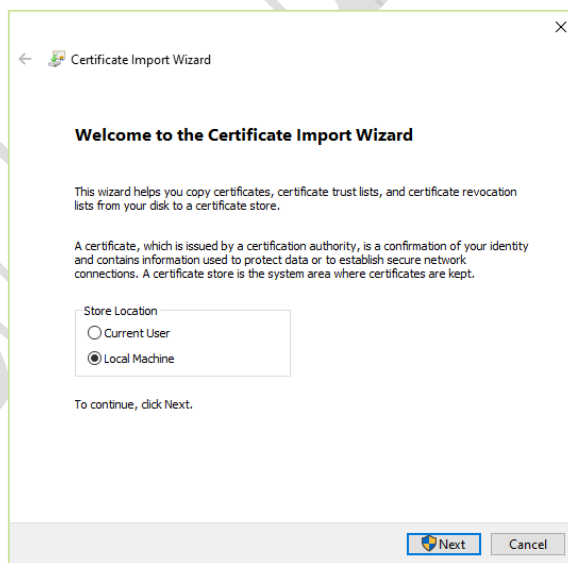 Certificate Import Wizard
Welcome to the Certificate Import Wizard
This wizard helps you copy certificates, certificate trust lists, and certificate revocation
lists from your disk to a certificate store.
A certificate, which is issued by a certification authority, is a confirmation of your identity
and contains information used to protect data or to establish secure network
connections. A certificate store is the system area where certificates are kept.
Store Location
Current User
Local Machine
To continue, click Next.
Next Cancel